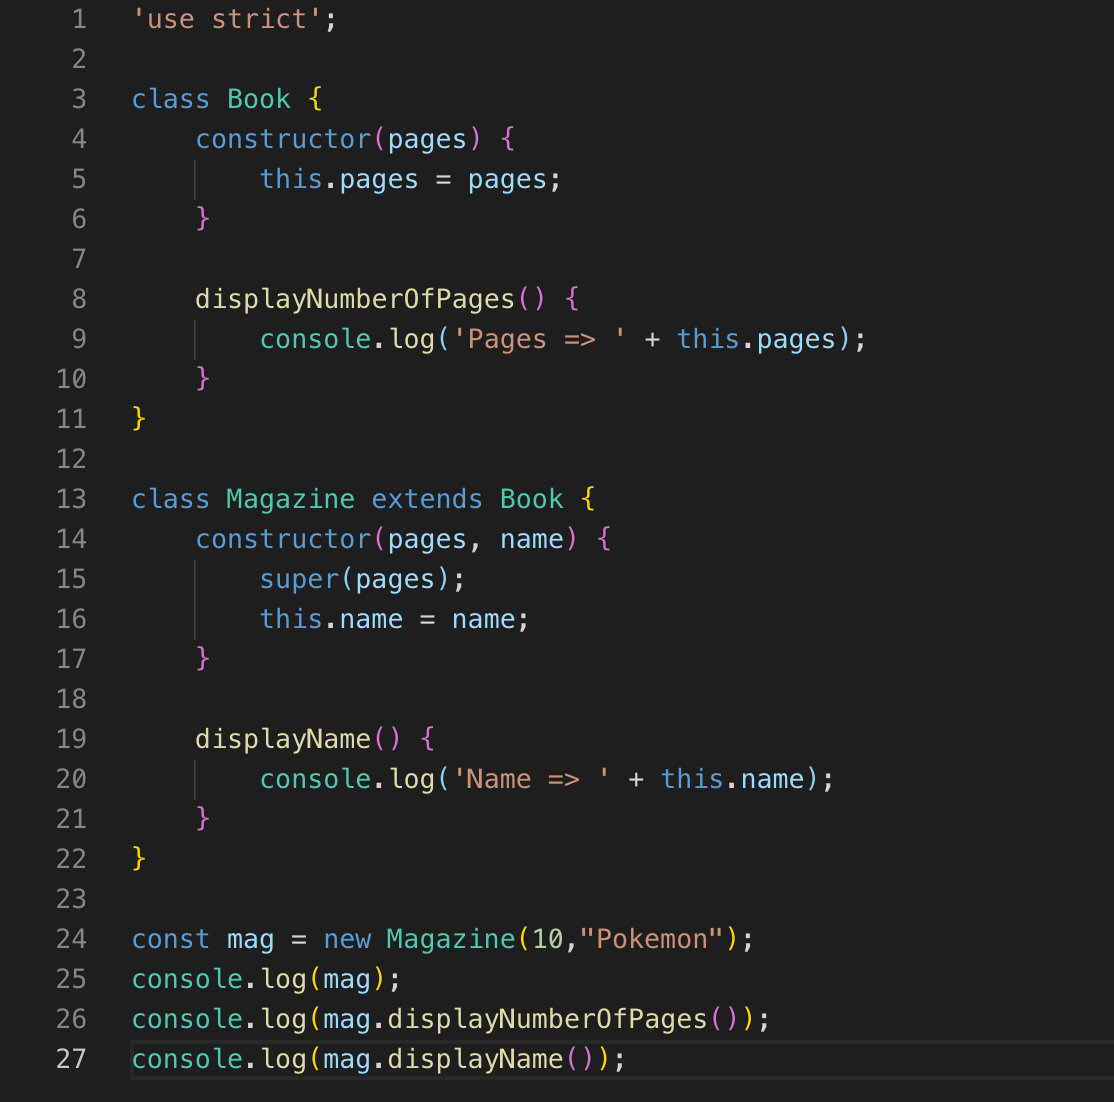 1 'use strict';
2
3 class Book {
4     constructor(pages) {
5         this.pages = pages;
6     }
7
8     displayNumberOfPages() {
9         console.log('Pages => ' + this.pages);
10     }
11 }
12
13 class Magazine extends Book {
14     constructor(pages, name) {
15         super(pages);
16         this.name = name;
17     }
18
19     displayName() {
20         console.log('Name => ' + this.name);
21     }
22 }
23
24 const mag = new Magazine(10,"Pokemon");
25 console.log(mag);
26 console.log(mag.displayNumberOfPages());
27 console.log(mag.displayName());